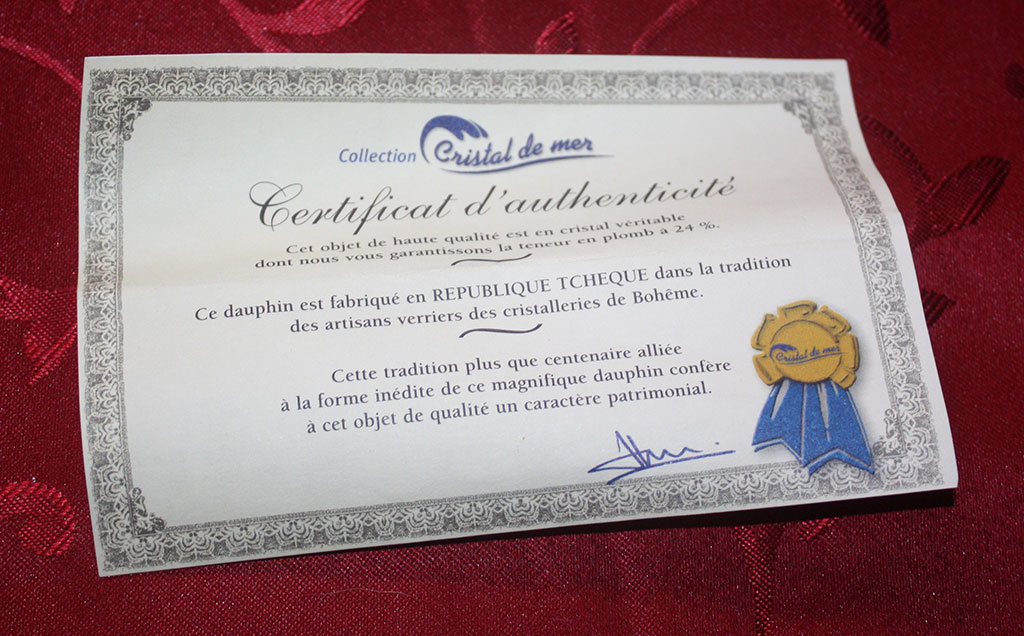 Collection Cristal de mer
Certificat d'authenticité
Cet objet de haute qualité est en cristal véritable
dont nous vous garantissons la teneur en plomb à 24 %.
Ce dauphin est fabriqué en REPUBLIQUE TCHEQUE dans la tradition
des artisans verriers des cristalleries de Bohême.
Cette tradition plus que centenaire alliée
à la forme inédite de ce magnifique dauphin confère
à cet objet de qualité un caractère patrimonial.
Cristal de mer